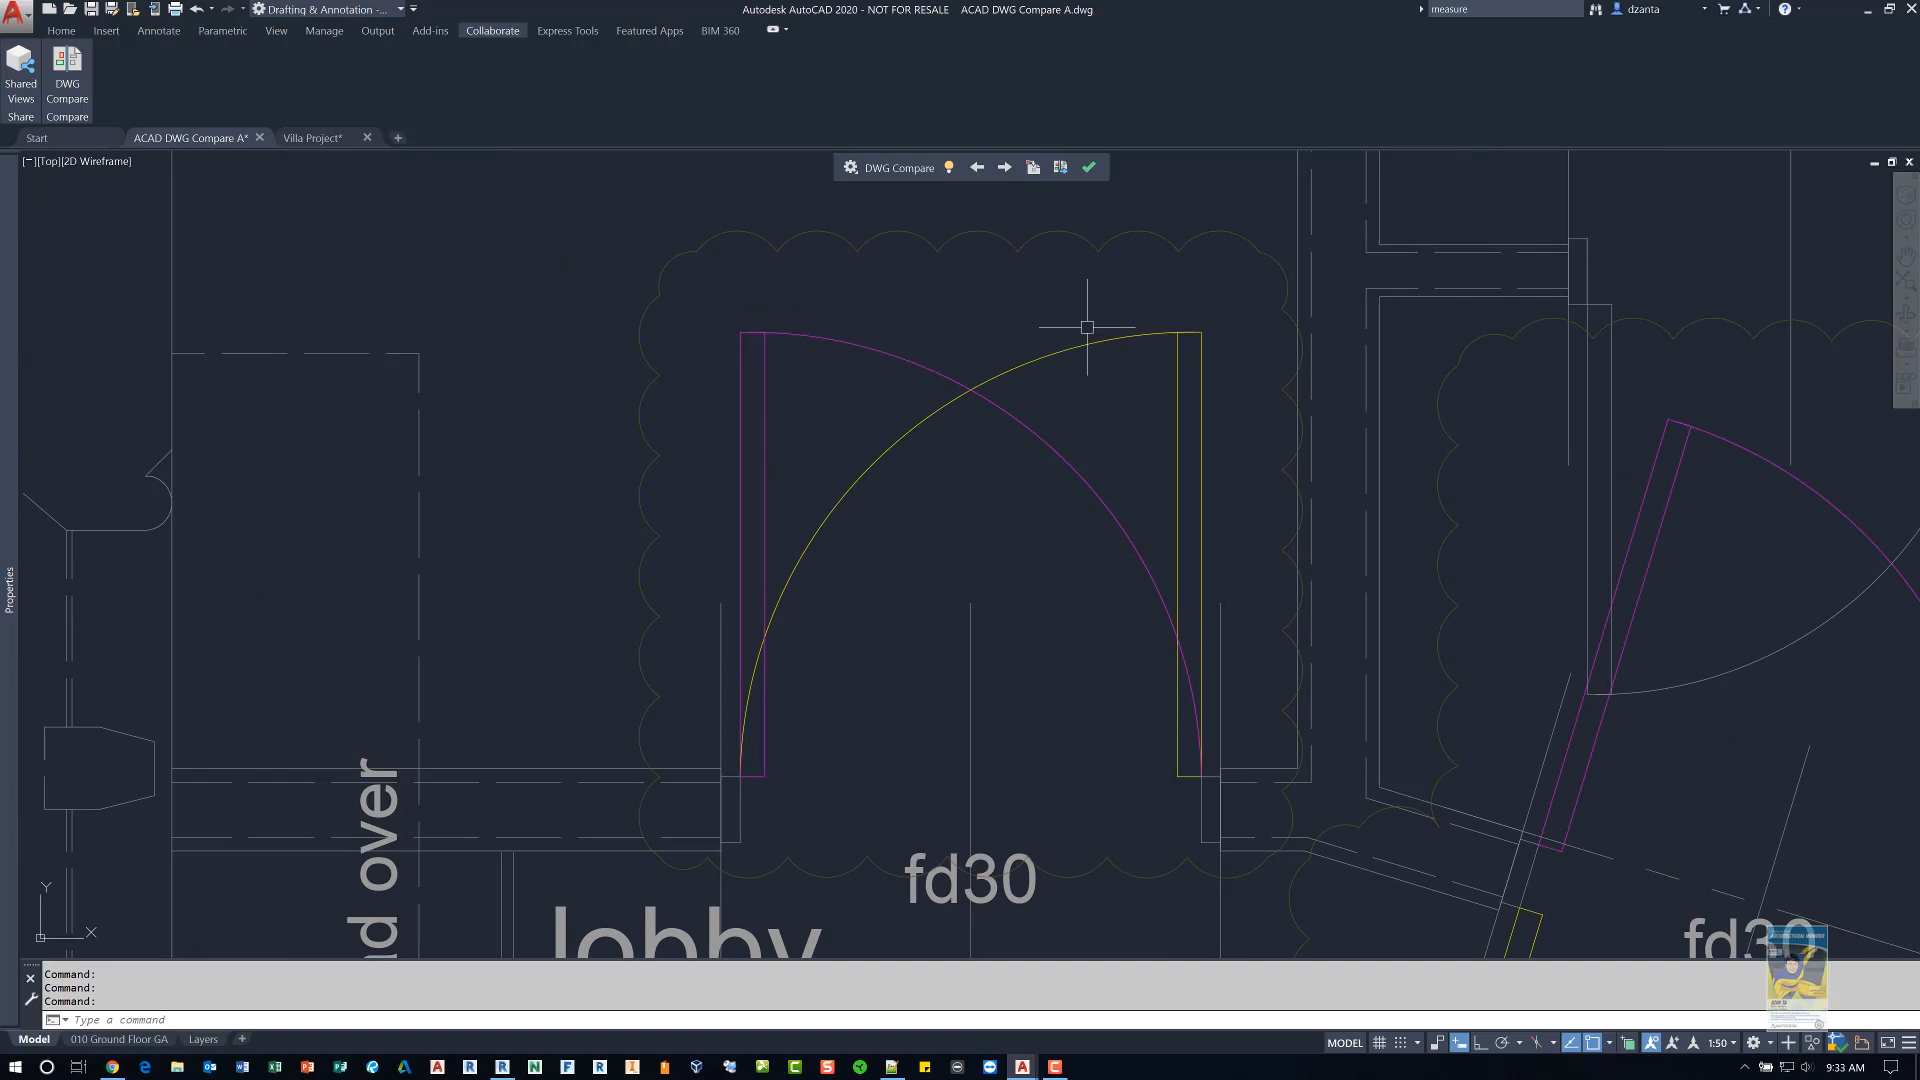 Drafting & Annotation -...
Autodesk AutoCAD 2020 - NOT FOR RESALE ACAD DWG Compare A.dwg
measure
dzanta
Home Insert Annotate Parametric View Manage Output Add-ins Collaborate Express Tools Featured Apps BIM 360
Shared Views
DWG Compare
Share Compare
Start ACAD DWG Compare A* Villa Project*
[−][Top][2D Wireframe]
DWG Compare
Properties
fd30
lobby
d over
fd30
Y
X
ARCHITECTURAL
AUTODESK
Command:
Command:
Command:
Type a command
Model 010 Ground Floor GA Layers
MODEL
1:50
9:33 AM